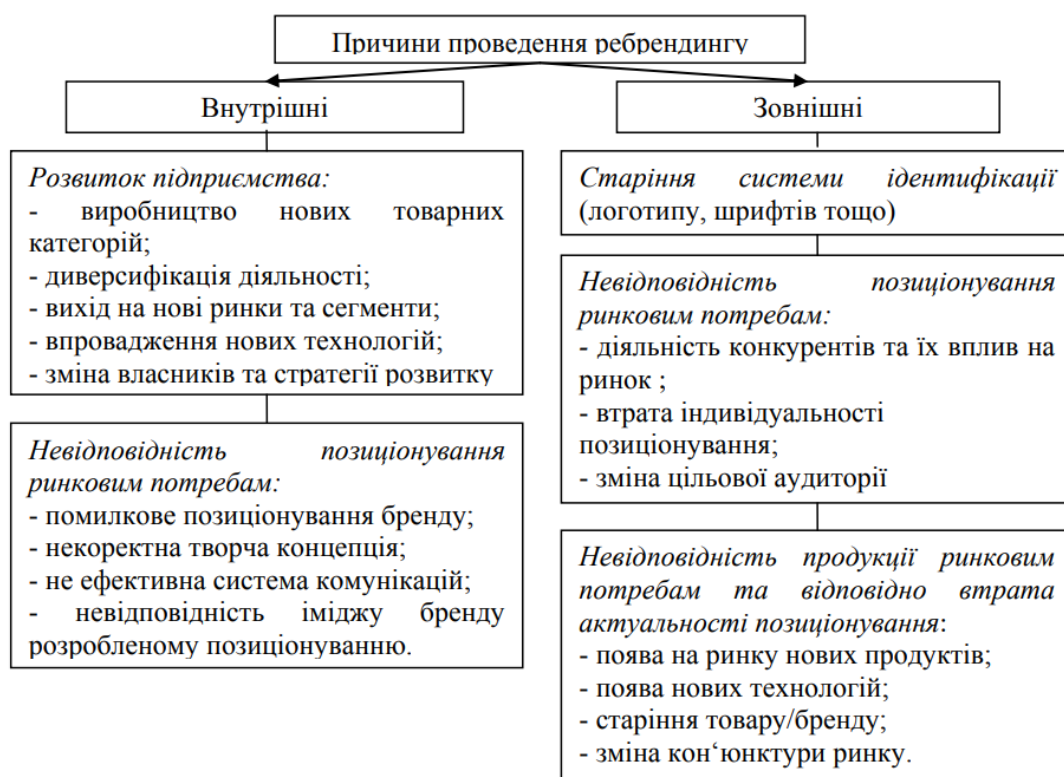 Причини проведення ребрендингу
Внутрішні
Розвиток підприємства:
- виробництво нових товарних
категорій;
- диверсифікація діяльності;
- вихід на нові ринки та сегменти;
- впровадження нових технологій;
- зміна власників та стратегії розвитку
Невідповідність позиціонування
ринковим потребам:
- помилкове позиціонування бренду;
- некоректна творча концепція;
- не ефективна система комунікацій;
- невідповідність іміджу бренду
розробленому позиціонуванню.
Зовнішні
Старіння системи ідентифікації
(логотипу, шрифтів тощо)
Невідповідність позиціонування
ринковим потребам:
- діяльність конкурентів та їх вплив на
ринок ;
- втрата індивідуальності
позиціонування;
- зміна цільової аудиторії
Невідповідність продукції ринковим
потребам та відповідно втрата
актуальності позиціонування:
- поява на ринку нових продуктів;
- поява нових технологій;
- старіння товару/бренду;
- зміна кон‘юнктури ринку.